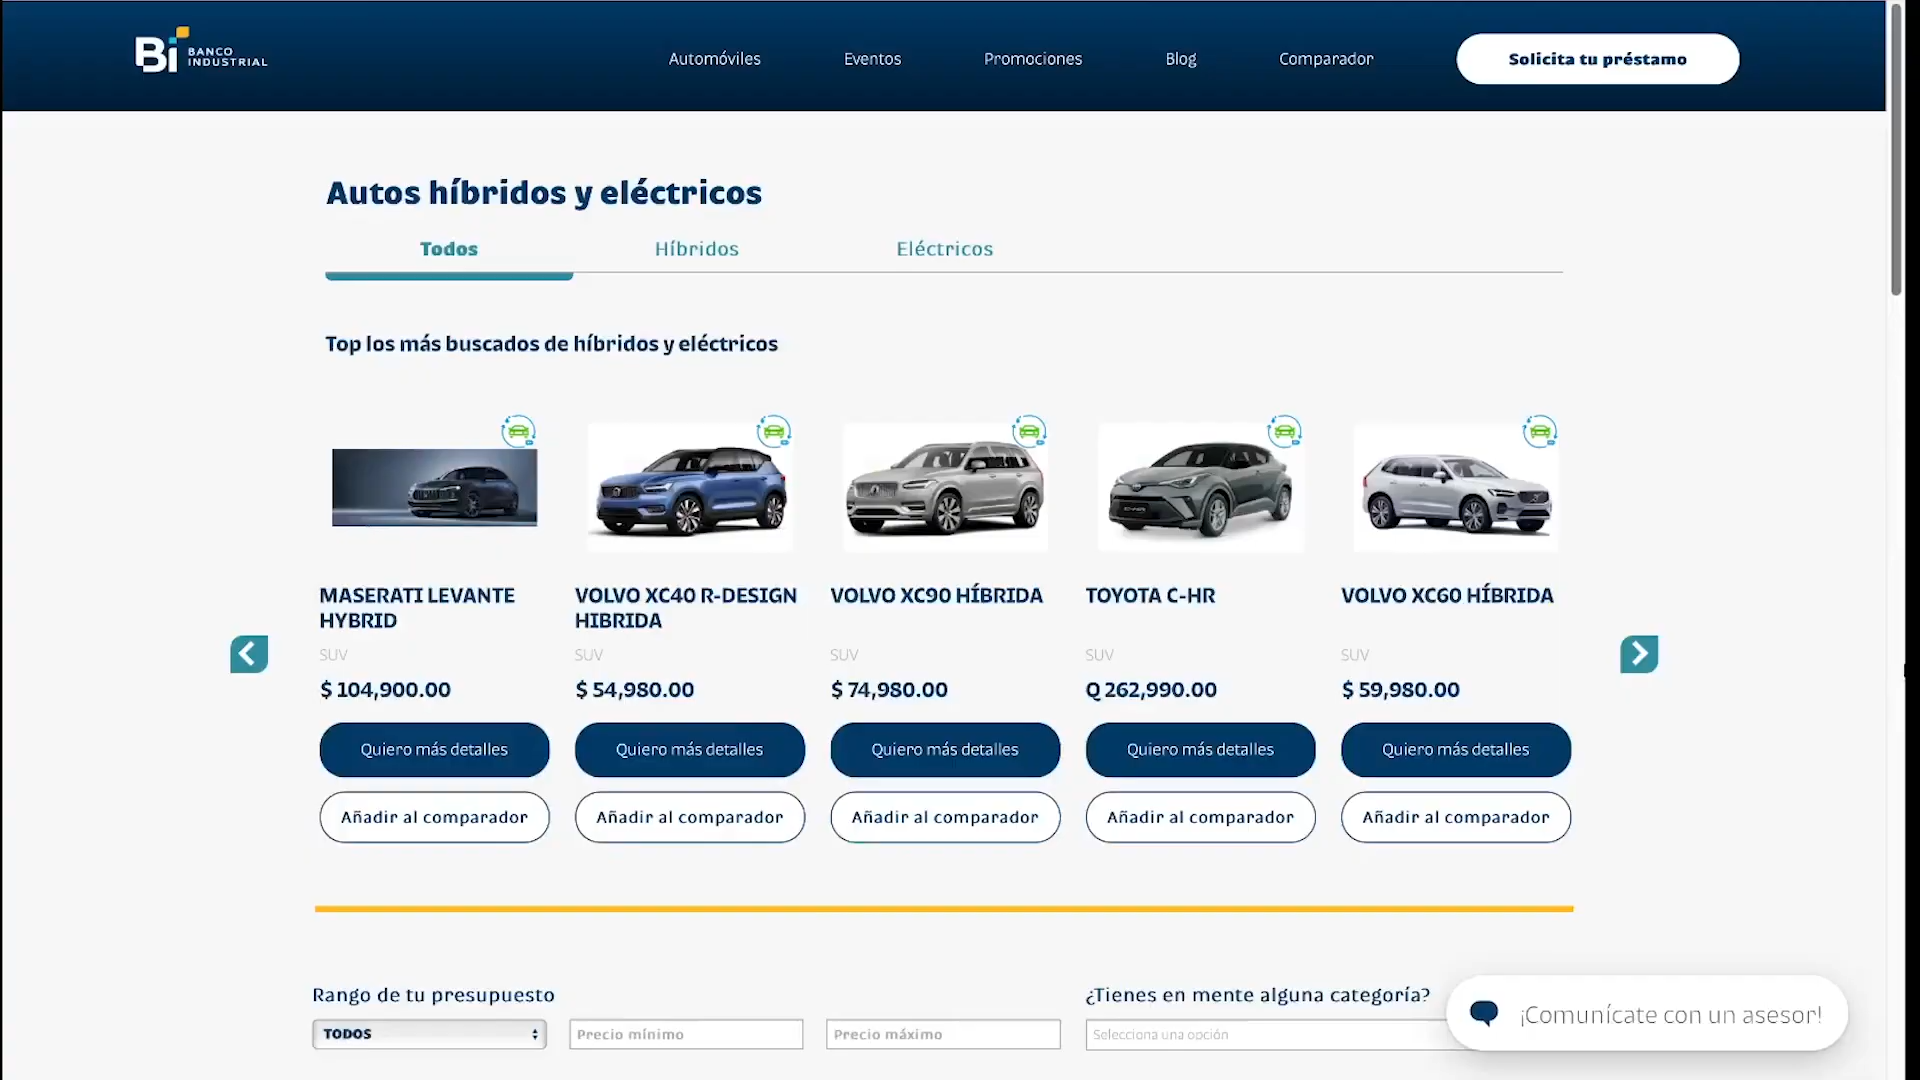 Bi BANCO INDUSTRIAL
Automóviles
Eventos
Promociones
Blog
Comparador
Solicita tu préstamo
Autos híbridos y eléctricos
Todos
Híbridos
Eléctricos
Top los más buscados de híbridos y eléctricos
MASERATI LEVANTE HYBRID
SUV
$ 104,900.00
Quiero más detalles
Añadir al comparador
VOLVO XC40 R-DESIGN HIBRIDA
SUV
$ 54,980.00
Quiero más detalles
Añadir al comparador
VOLVO XC90 HÍBRIDA
SUV
$ 74,980.00
Quiero más detalles
Añadir al comparador
TOYOTA C-HR
SUV
Q 262,990.00
Quiero más detalles
Añadir al comparador
VOLVO XC60 HÍBRIDA
SUV
$ 59,980.00
Quiero más detalles
Añadir al comparador
Rango de tu presupuesto
TODOS
Precio mínimo
Precio máximo
¿Tienes en mente alguna categoría?
Selecciona una opción
¡Comunícate con un asesor!